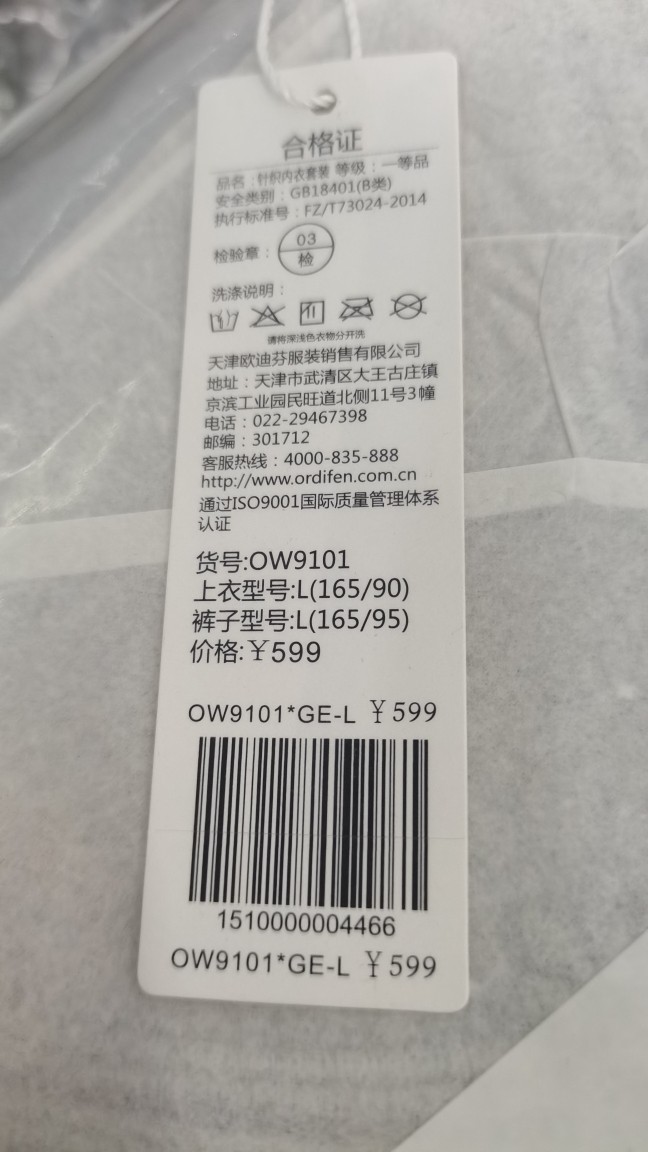 合格证
品名：针织内衣套装 等级：一等品
安全类别：GB18401(B类)
执行标准号：FZ/T73024-2014
检验章：
03
检
洗涤说明：
请将深浅色衣物分开洗
天津欧迪芬服装销售有限公司
地址：天津市武清区大王古庄镇
京滨工业园民旺道北侧11号3幢
电话：022-29467398
邮编：301712
客服热线：4000-835-888
http://www.ordifen.com.cn
通过ISO9001国际质量管理体系
认证
货号:OW9101
上衣型号:L(165/90)
裤子型号:L(165/95)
价格:￥599
OW9101*GE-L ￥599
1510000004466
OW9101*GE-L ￥599